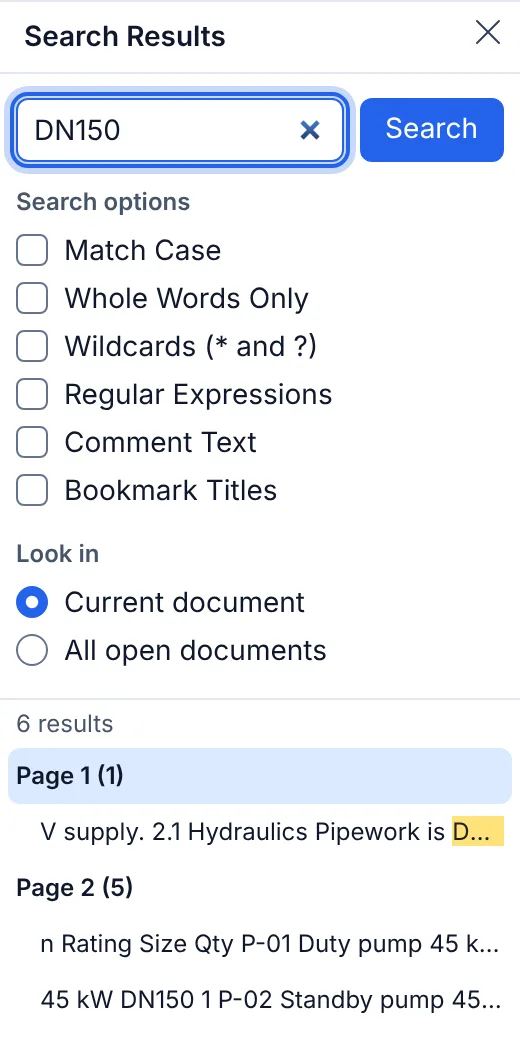 Search Results
DN150
Search
Search options
Match Case
Whole Words Only
Wildcards (* and ?)
Regular Expressions
Comment Text
Bookmark Titles
Look in
Current document
All open documents
6 results
Page 1 (1)
V supply. 2.1 Hydraulics Pipework is D...
Page 2 (5)
n Rating Size Qty P-01 Duty pump 45 k...
45 kW DN150 1 P-02 Standby pump 45...